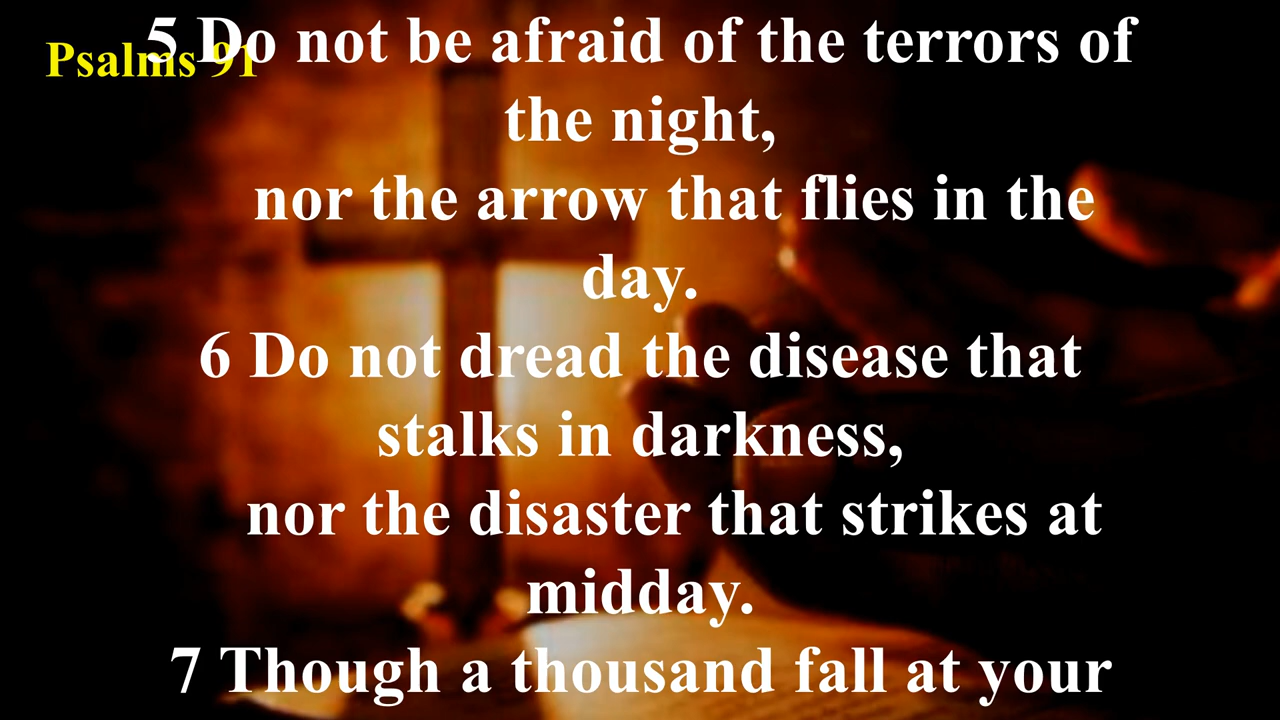 Psalms 91
5 Do not be afraid of the terrors of
the night,
nor the arrow that flies in the
day.
6 Do not dread the disease that
stalks in darkness,
nor the disaster that strikes at
midday.
7 Though a thousand fall at your